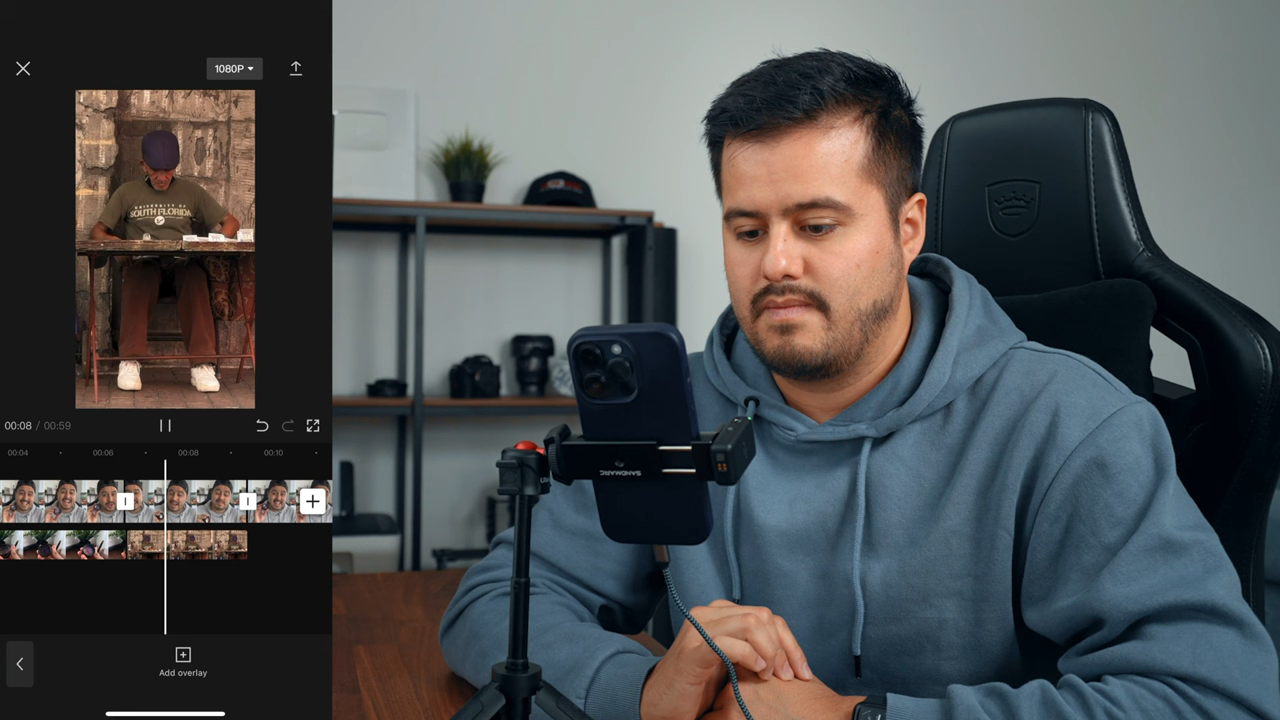 1080P
UNIVERSITY OF
SOUTH FLORIDA
00:08 / 00:59
00:04
00:06
00:08
00:10
Add overlay
SANDMARC